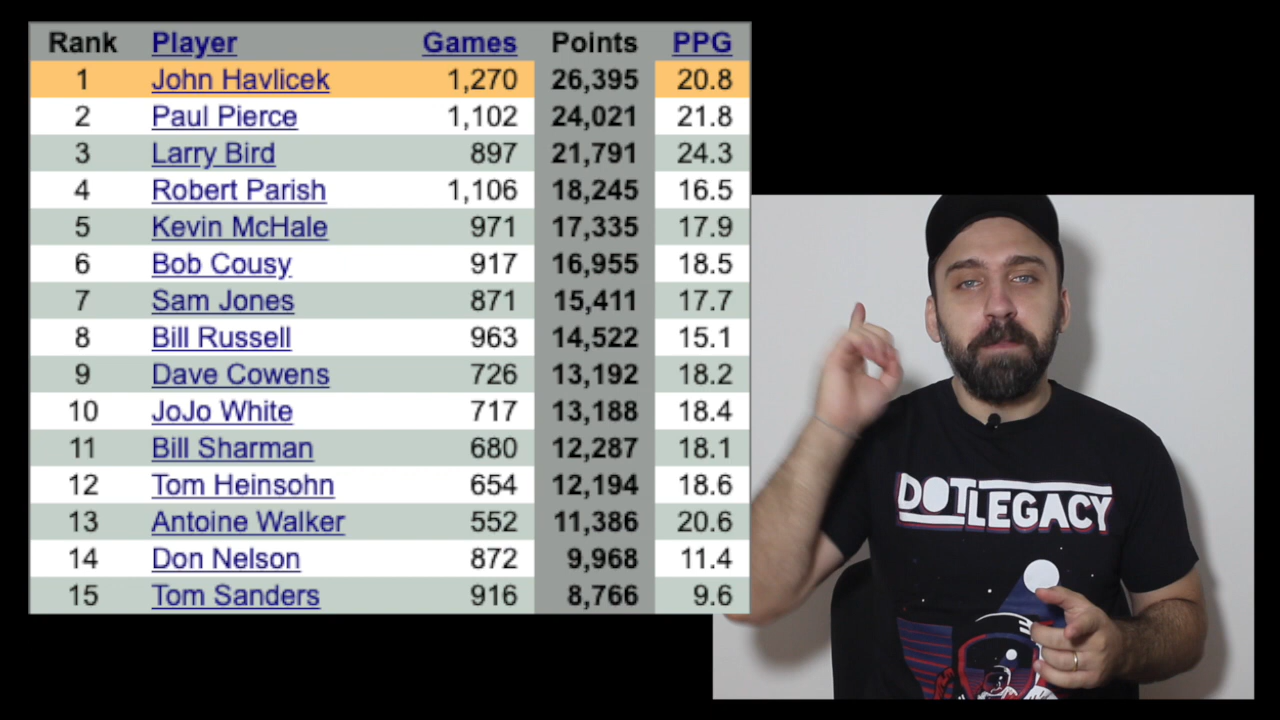 Rank Player Games Points PPG
1 John Havlicek 1,270 26,395 20.8
2 Paul Pierce 1,102 24,021 21.8
3 Larry Bird 897 21,791 24.3
4 Robert Parish 1,106 18,245 16.5
5 Kevin McHale 971 17,335 17.9
6 Bob Cousy 917 16,955 18.5
7 Sam Jones 871 15,411 17.7
8 Bill Russell 963 14,522 15.1
9 Dave Cowens 726 13,192 18.2
10 JoJo White 717 13,188 18.4
11 Bill Sharman 680 12,287 18.1
12 Tom Heinsohn 654 12,194 18.6
13 Antoine Walker 552 11,386 20.6
14 Don Nelson 872 9,968 11.4
15 Tom Sanders 916 8,766 9.6
DOTLEGACY